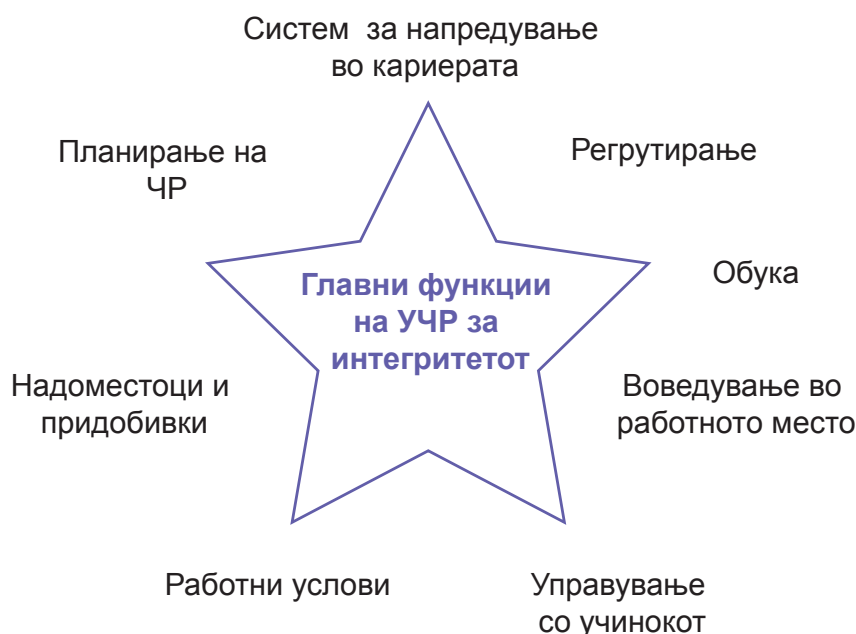 Систем за напредување
во кариерата
Планирање на
ЧР
Регрутирање
Главни функции
на УЧР за
интегритетот
Обука
Надоместоци и
придобивки
Воведување во
работното место
Работни услови
Управување
со учинокот